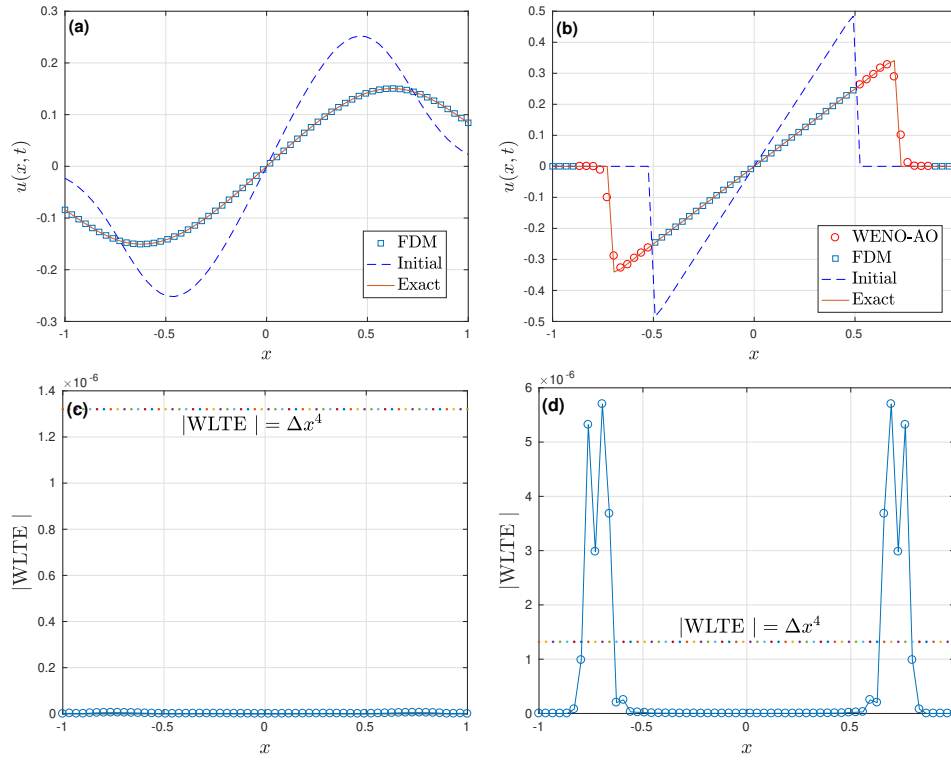 (a)
0.3
0.2
0.1
0
-0.1
-0.2
-0.3
u(x, t)
-1 -0.5 0 0.5 1
x
FDM
Initial
Exact
(b)
0.5
0.4
0.3
0.2
0.1
0
-0.1
-0.2
-0.3
-0.4
-0.5
u(x, t)
-1 -0.5 0 0.5
x
WENO-AO
FDM
Initial
Exact
×10 -6
(c)
1.4
1.2
1
0.8
0.6
0.4
0.2
0
|WLTE |
|WLTE | = Δx⁴
-1 -0.5 0 0.5 1
x
×10 -6
(d)
6
5
4
3
2
1
0
|WLTE |
|WLTE | = Δx⁴
-1 -0.5 0 0.5
x